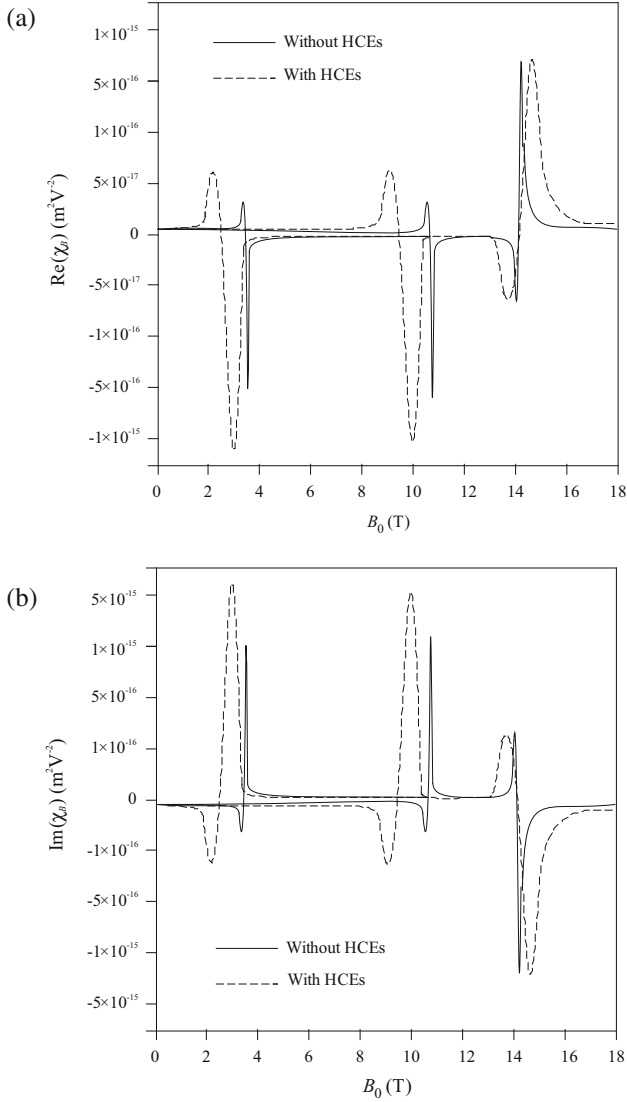 (a)
1×10⁻¹⁵
Without HCEs
With HCEs
5×10⁻¹⁶
1×10⁻¹⁶
5×10⁻¹⁷
0
-5×10⁻¹⁷
-1×10⁻¹⁶
-5×10⁻¹⁶
-1×10⁻¹⁵
Re(χB) (m²V⁻²)
0 2 4 6 8 10 12 14 16 18
B₀ (T)
(b)
5×10⁻¹⁵
1×10⁻¹⁵
5×10⁻¹⁶
1×10⁻¹⁶
0
-1×10⁻¹⁶
-5×10⁻¹⁶
-1×10⁻¹⁵
-5×10⁻¹⁵
Im(χB) (m²V⁻²)
Without HCEs
With HCEs
0 2 4 6 8 10 12 14 16 18
B₀ (T)